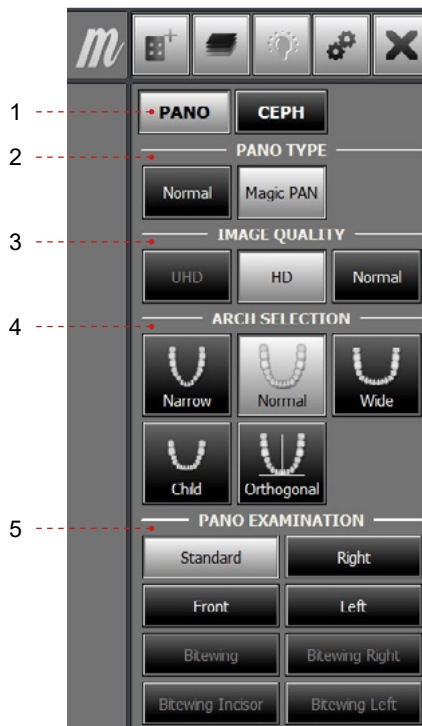 m
1
PANO CEPH
2
PANO TYPE
Normal Magic PAN
3
IMAGE QUALITY
UHD HD Normal
4
ARCH SELECTION
Narrow Normal Wide
Child Orthogonal
5
PANO EXAMINATION
Standard Right
Front Left
Bitewing Bitewing Right
Bitewing Incisor Bitewing Left